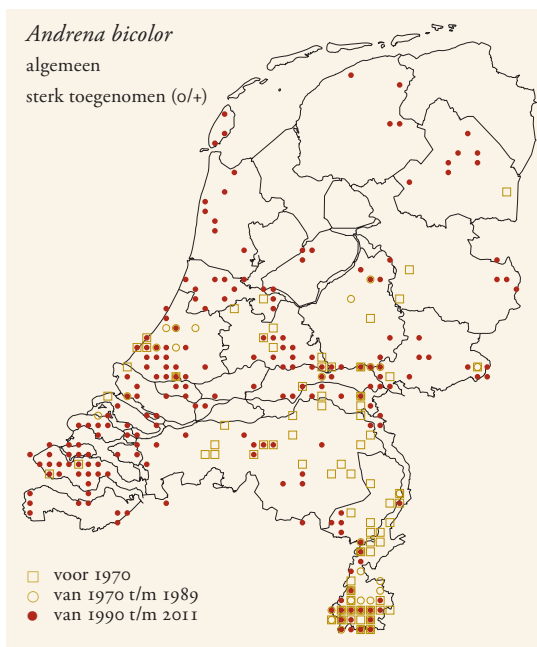 Andrena bicolor
algemeen
sterk toegenomen (0/+)
voor 1970
van 1970 t/m 1989
van 1990 t/m 2011